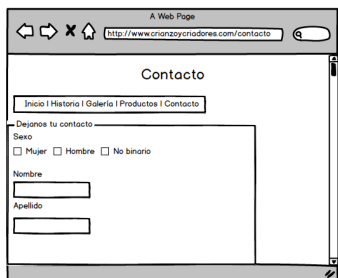 A Web Page
http://www.crianzoycriadores.com/contacto
Contacto
Inicio | Historia | Galería | Productos | Contacto
Dejanos tu contacto
Sexo
Mujer Hombre No binario
Nombre
Apellido